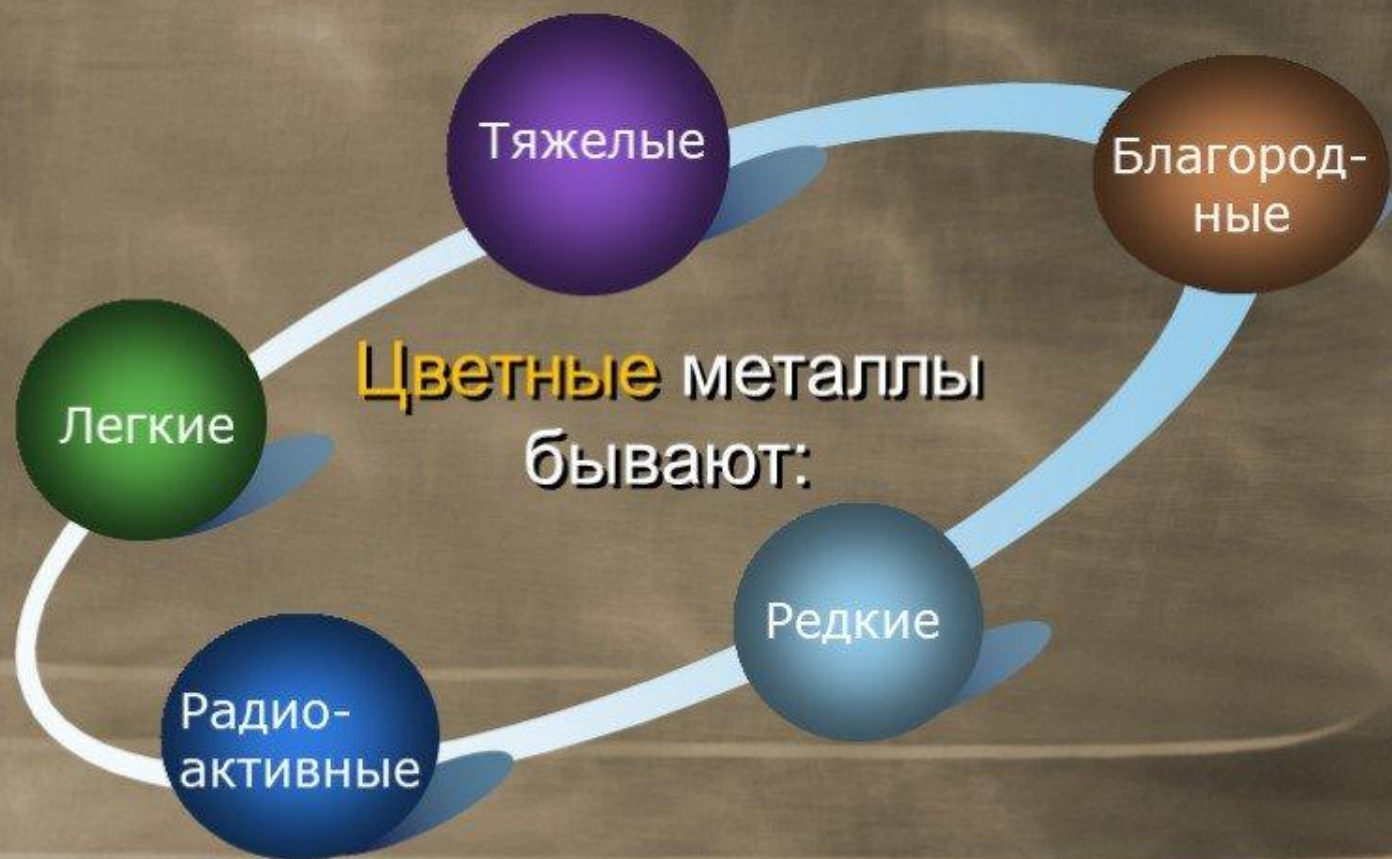 Тяжелые
Благород-
ные
Цветные металлы
бывают:
Легкие
Редкие
Радио-
активные